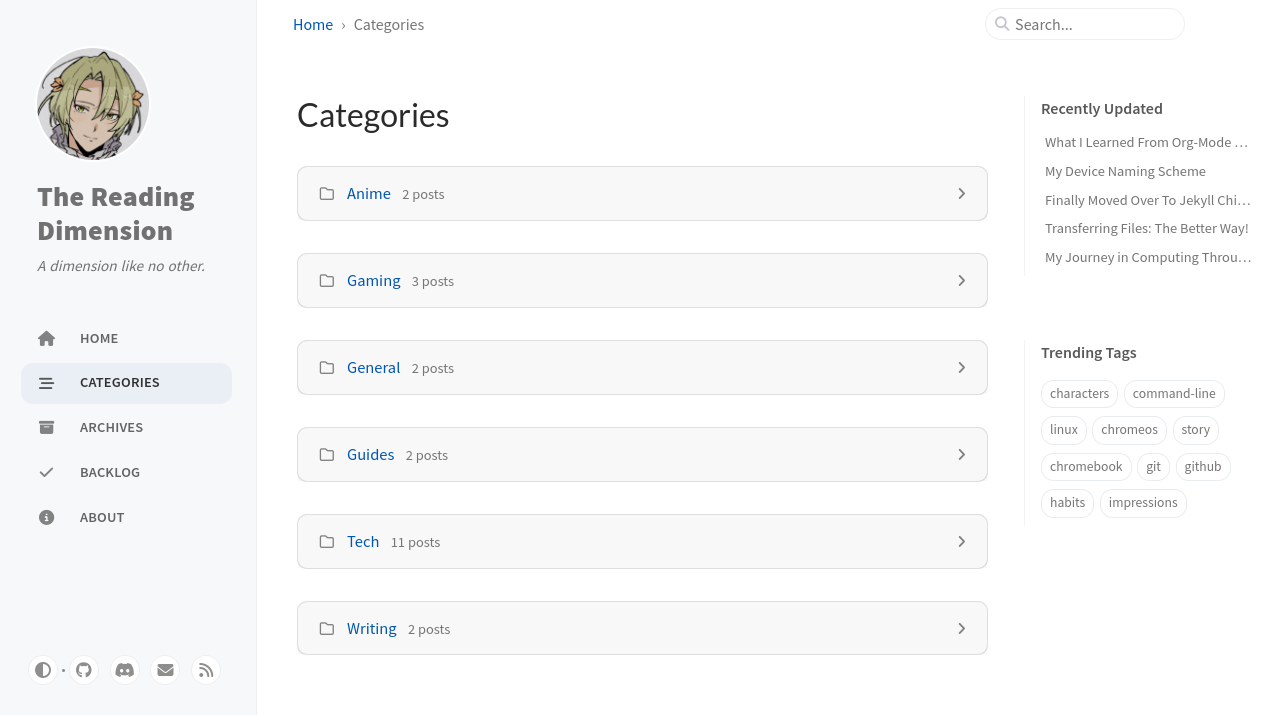 The Reading
Dimension
A dimension like no other.
HOME
CATEGORIES
ARCHIVES
BACKLOG
ABOUT
Home › Categories
Search...
Categories
Anime 2 posts
Gaming 3 posts
General 2 posts
Guides 2 posts
Tech 11 posts
Writing 2 posts
Recently Updated
What I Learned From Org-Mode …
My Device Naming Scheme
Finally Moved Over To Jekyll Chi…
Transferring Files: The Better Way!
My Journey in Computing Throu…
Trending Tags
characters command-line
linux chromeos story
chromebook git github
habits impressions